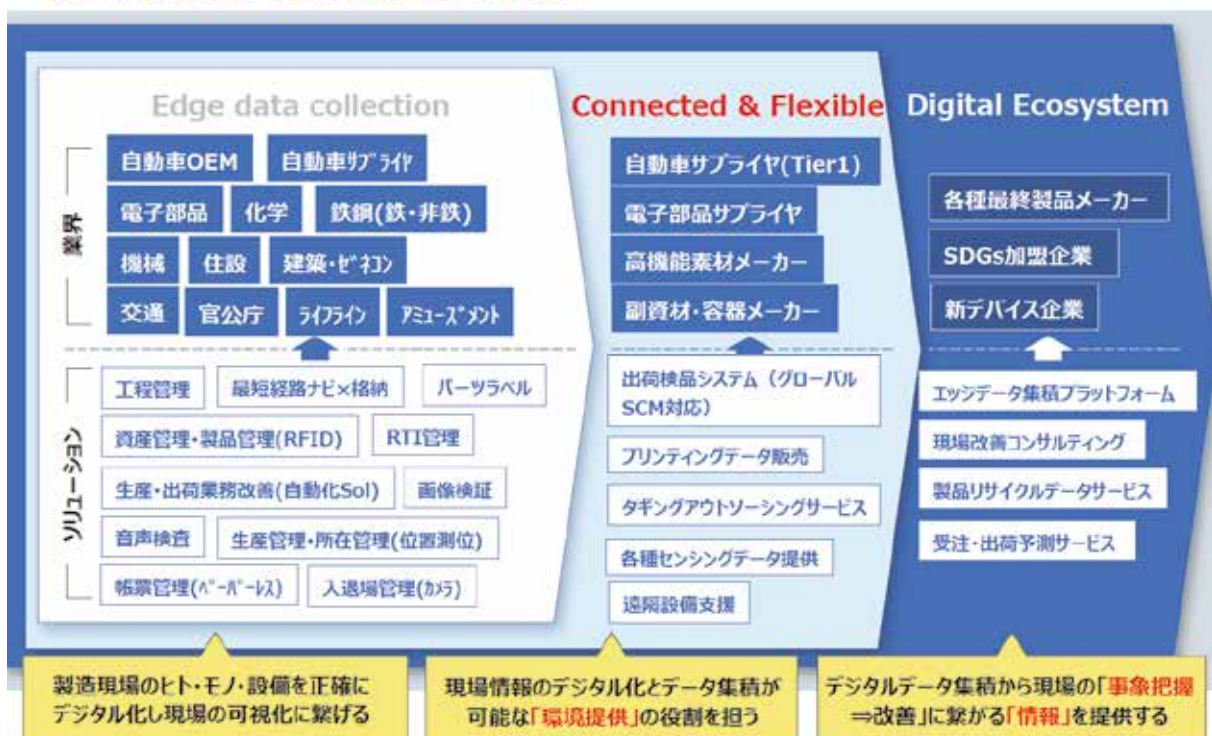 Edge data collection
自動車OEM
自動車ｻﾌﾟﾗｲﾔ
電子部品
化学
鉄鋼(鉄・非鉄)
機械
住設
建築・ｾﾞﾈｺﾝ
交通
官公庁
ﾗｲﾌﾗｲﾝ
ｱﾐｭｰｽﾞﾒﾝﾄ
業界
工程管理
最短経路ナビ×格納
パーツラベル
資産管理・製品管理(RFID)
RTI管理
生産・出荷業務改善(自動化Sol)
画像検証
音声検査
生産管理・所在管理(位置測位)
帳票管理(ﾍﾟｰﾊﾟｰﾚｽ)
入退場管理(ｶﾒﾗ)
ソリューション
製造現場のヒト・モノ・設備を正確に
デジタル化し現場の可視化に繋げる
Connected & Flexible
自動車サプライヤ(Tier1)
電子部品サプライヤ
高機能素材メーカー
副資材・容器メーカー
出荷検品システム（グローバル
SCM対応）
プリンティングデータ販売
タギングアウトソーシングサービス
各種センシングデータ提供
遠隔設備支援
現場情報のデジタル化とデータ集積が
可能な「環境提供」の役割を担う
Digital Ecosystem
各種最終製品メーカー
SDGs加盟企業
新デバイス企業
エッジデータ集積プラットフォーム
現場改善コンサルティング
製品リサイクルデータサービス
受注・出荷予測サービス
デジタルデータ集積から現場の「事象把握
⇒改善」に繋がる「情報」を提供する